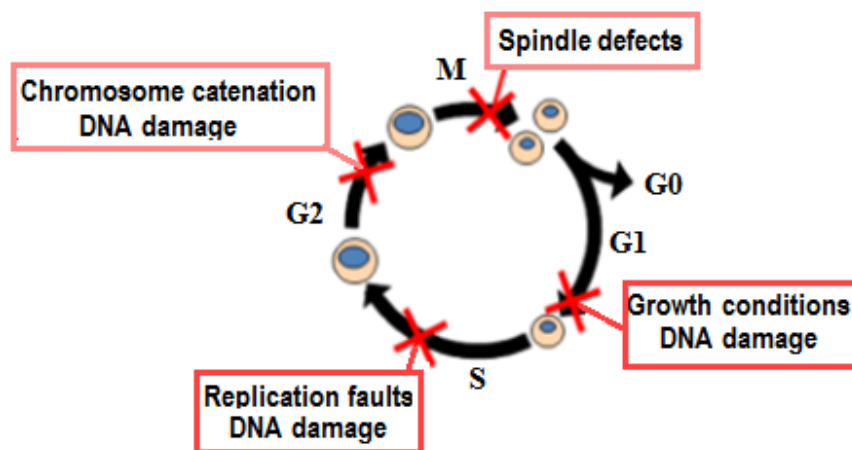 Spindle defects
M
Chromosome catenation
DNA damage
G0
G2
G1
Growth conditions
DNA damage
S
Replication faults
DNA damage